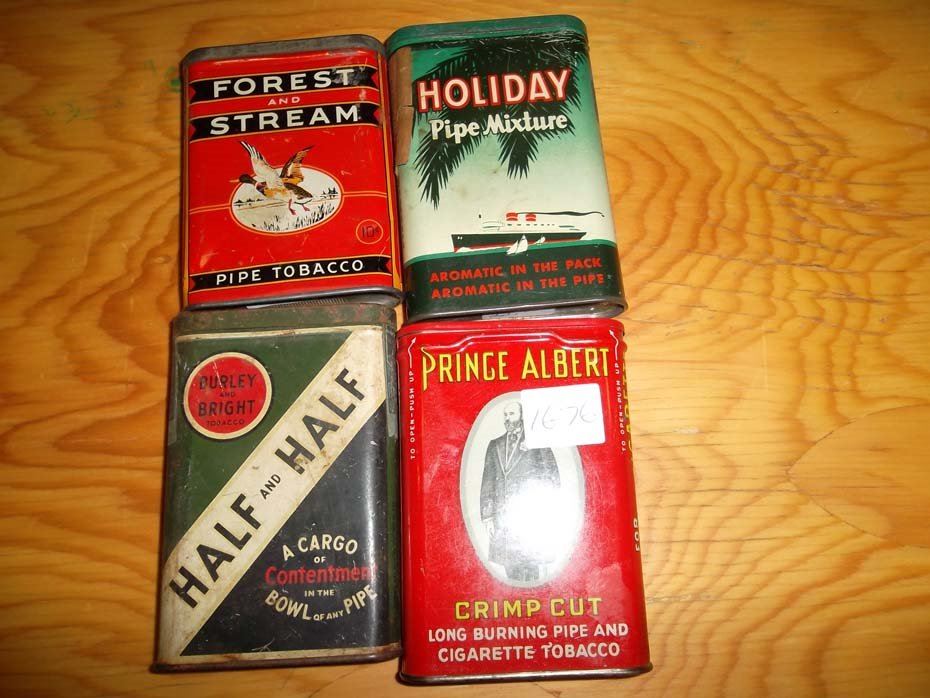 FOREST
AND
STREAM
10¢
PIPE TOBACCO
HOLIDAY
Pipe Mixture
AROMATIC IN THE PACK
AROMATIC IN THE PIPE
BURLEY
AND
BRIGHT
TOBACCO
HALF AND HALF
A CARGO
OF
Contentmen
IN THE
BOWL OF ANY PIPE
PRINCE ALBERT
TO OPEN-PUSH UP
TO OPEN-PUSH UP
16-76
CRIMP CUT
LONG BURNING PIPE AND
CIGARETTE TOBACCO